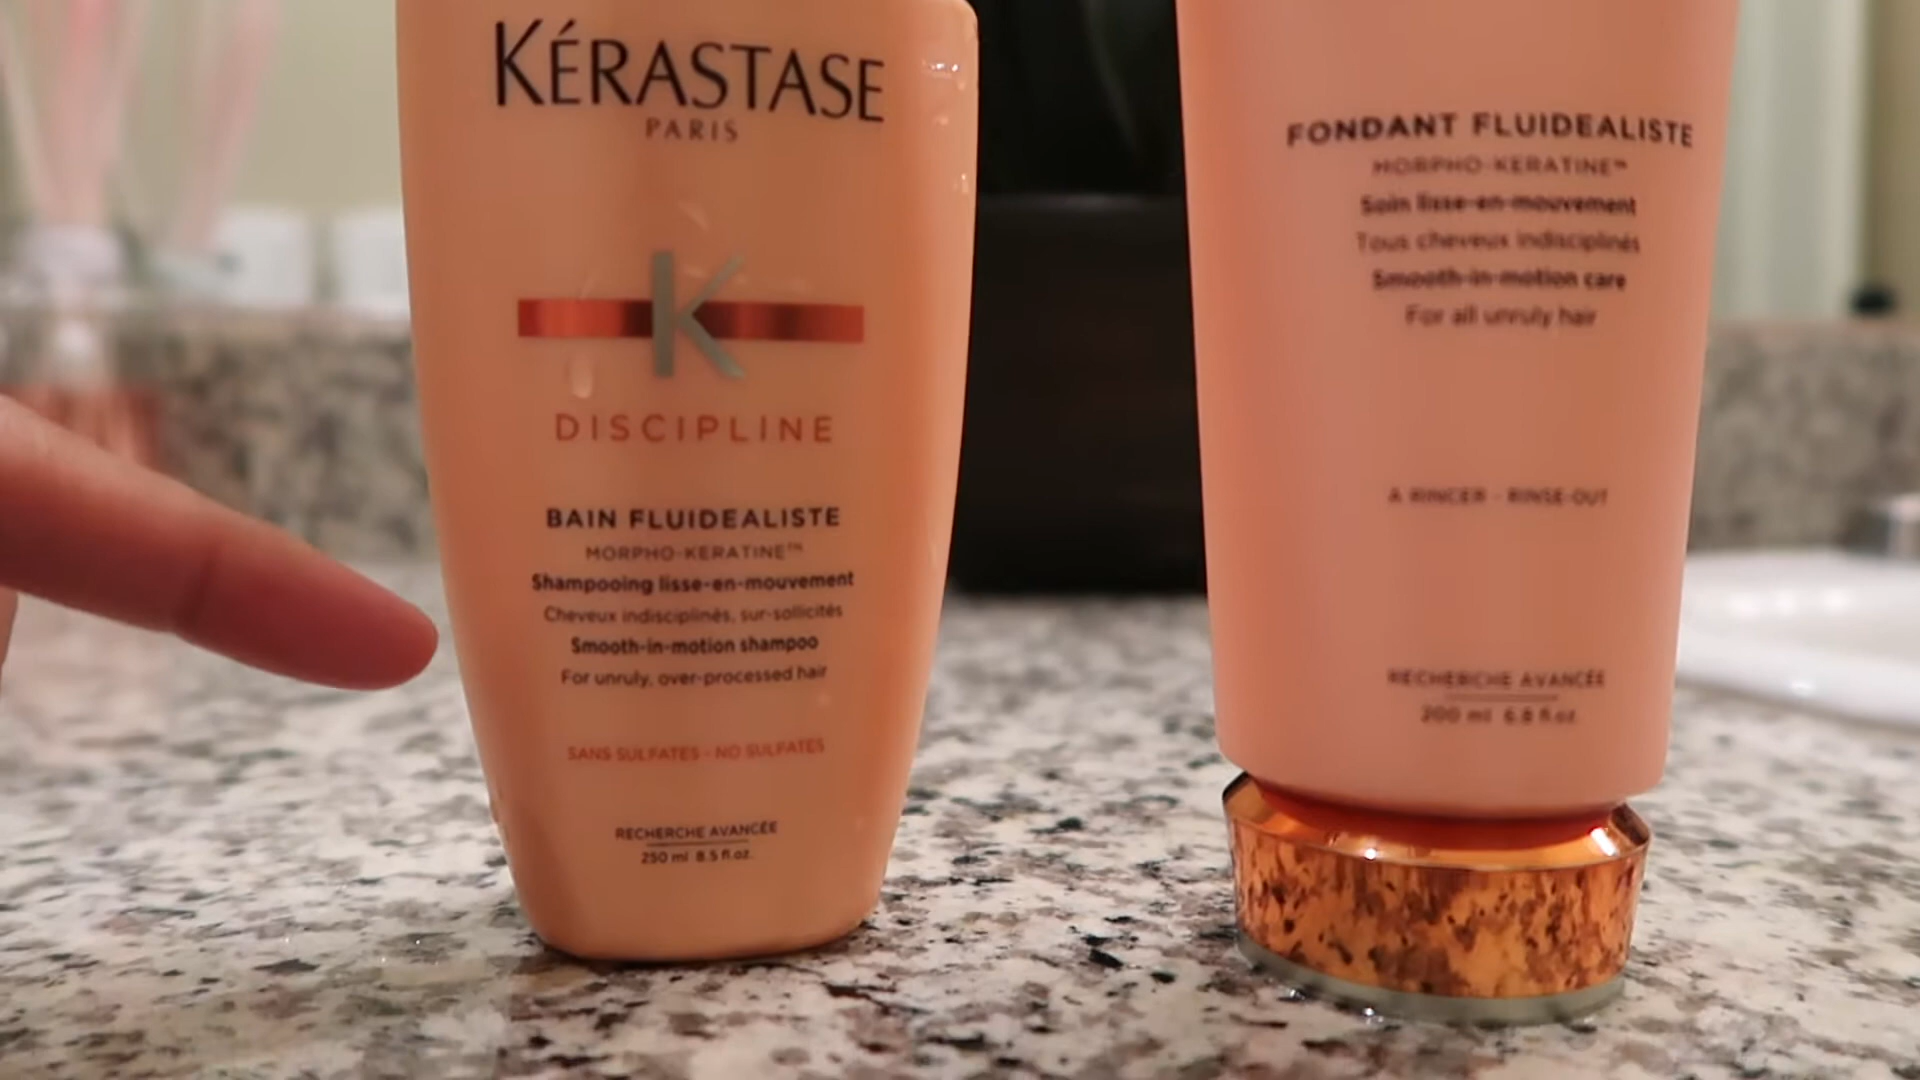 KÉRASTASE
PARIS
K
DISCIPLINE
BAIN FLUIDEALISTE
MORPHO-KERATINE™
Shampooing lisse-en-mouvement
Cheveux indisciplinés, sur-sollicités
Smooth-in-motion shampoo
For unruly, over-processed hair
SANS SULFATES - NO SULFATES
RECHERCHE AVANCÉE
250 ml 8.5 fl.oz.
FONDANT FLUIDEALISTE
MORPHO-KERATINE™
Soin lisse-en-mouvement
Tous cheveux indisciplinés
Smooth-in-motion care
For all unruly hair
A RINCER - RINSE-OUT
RECHERCHE AVANCÉE
200 ml 6.8 fl.oz.